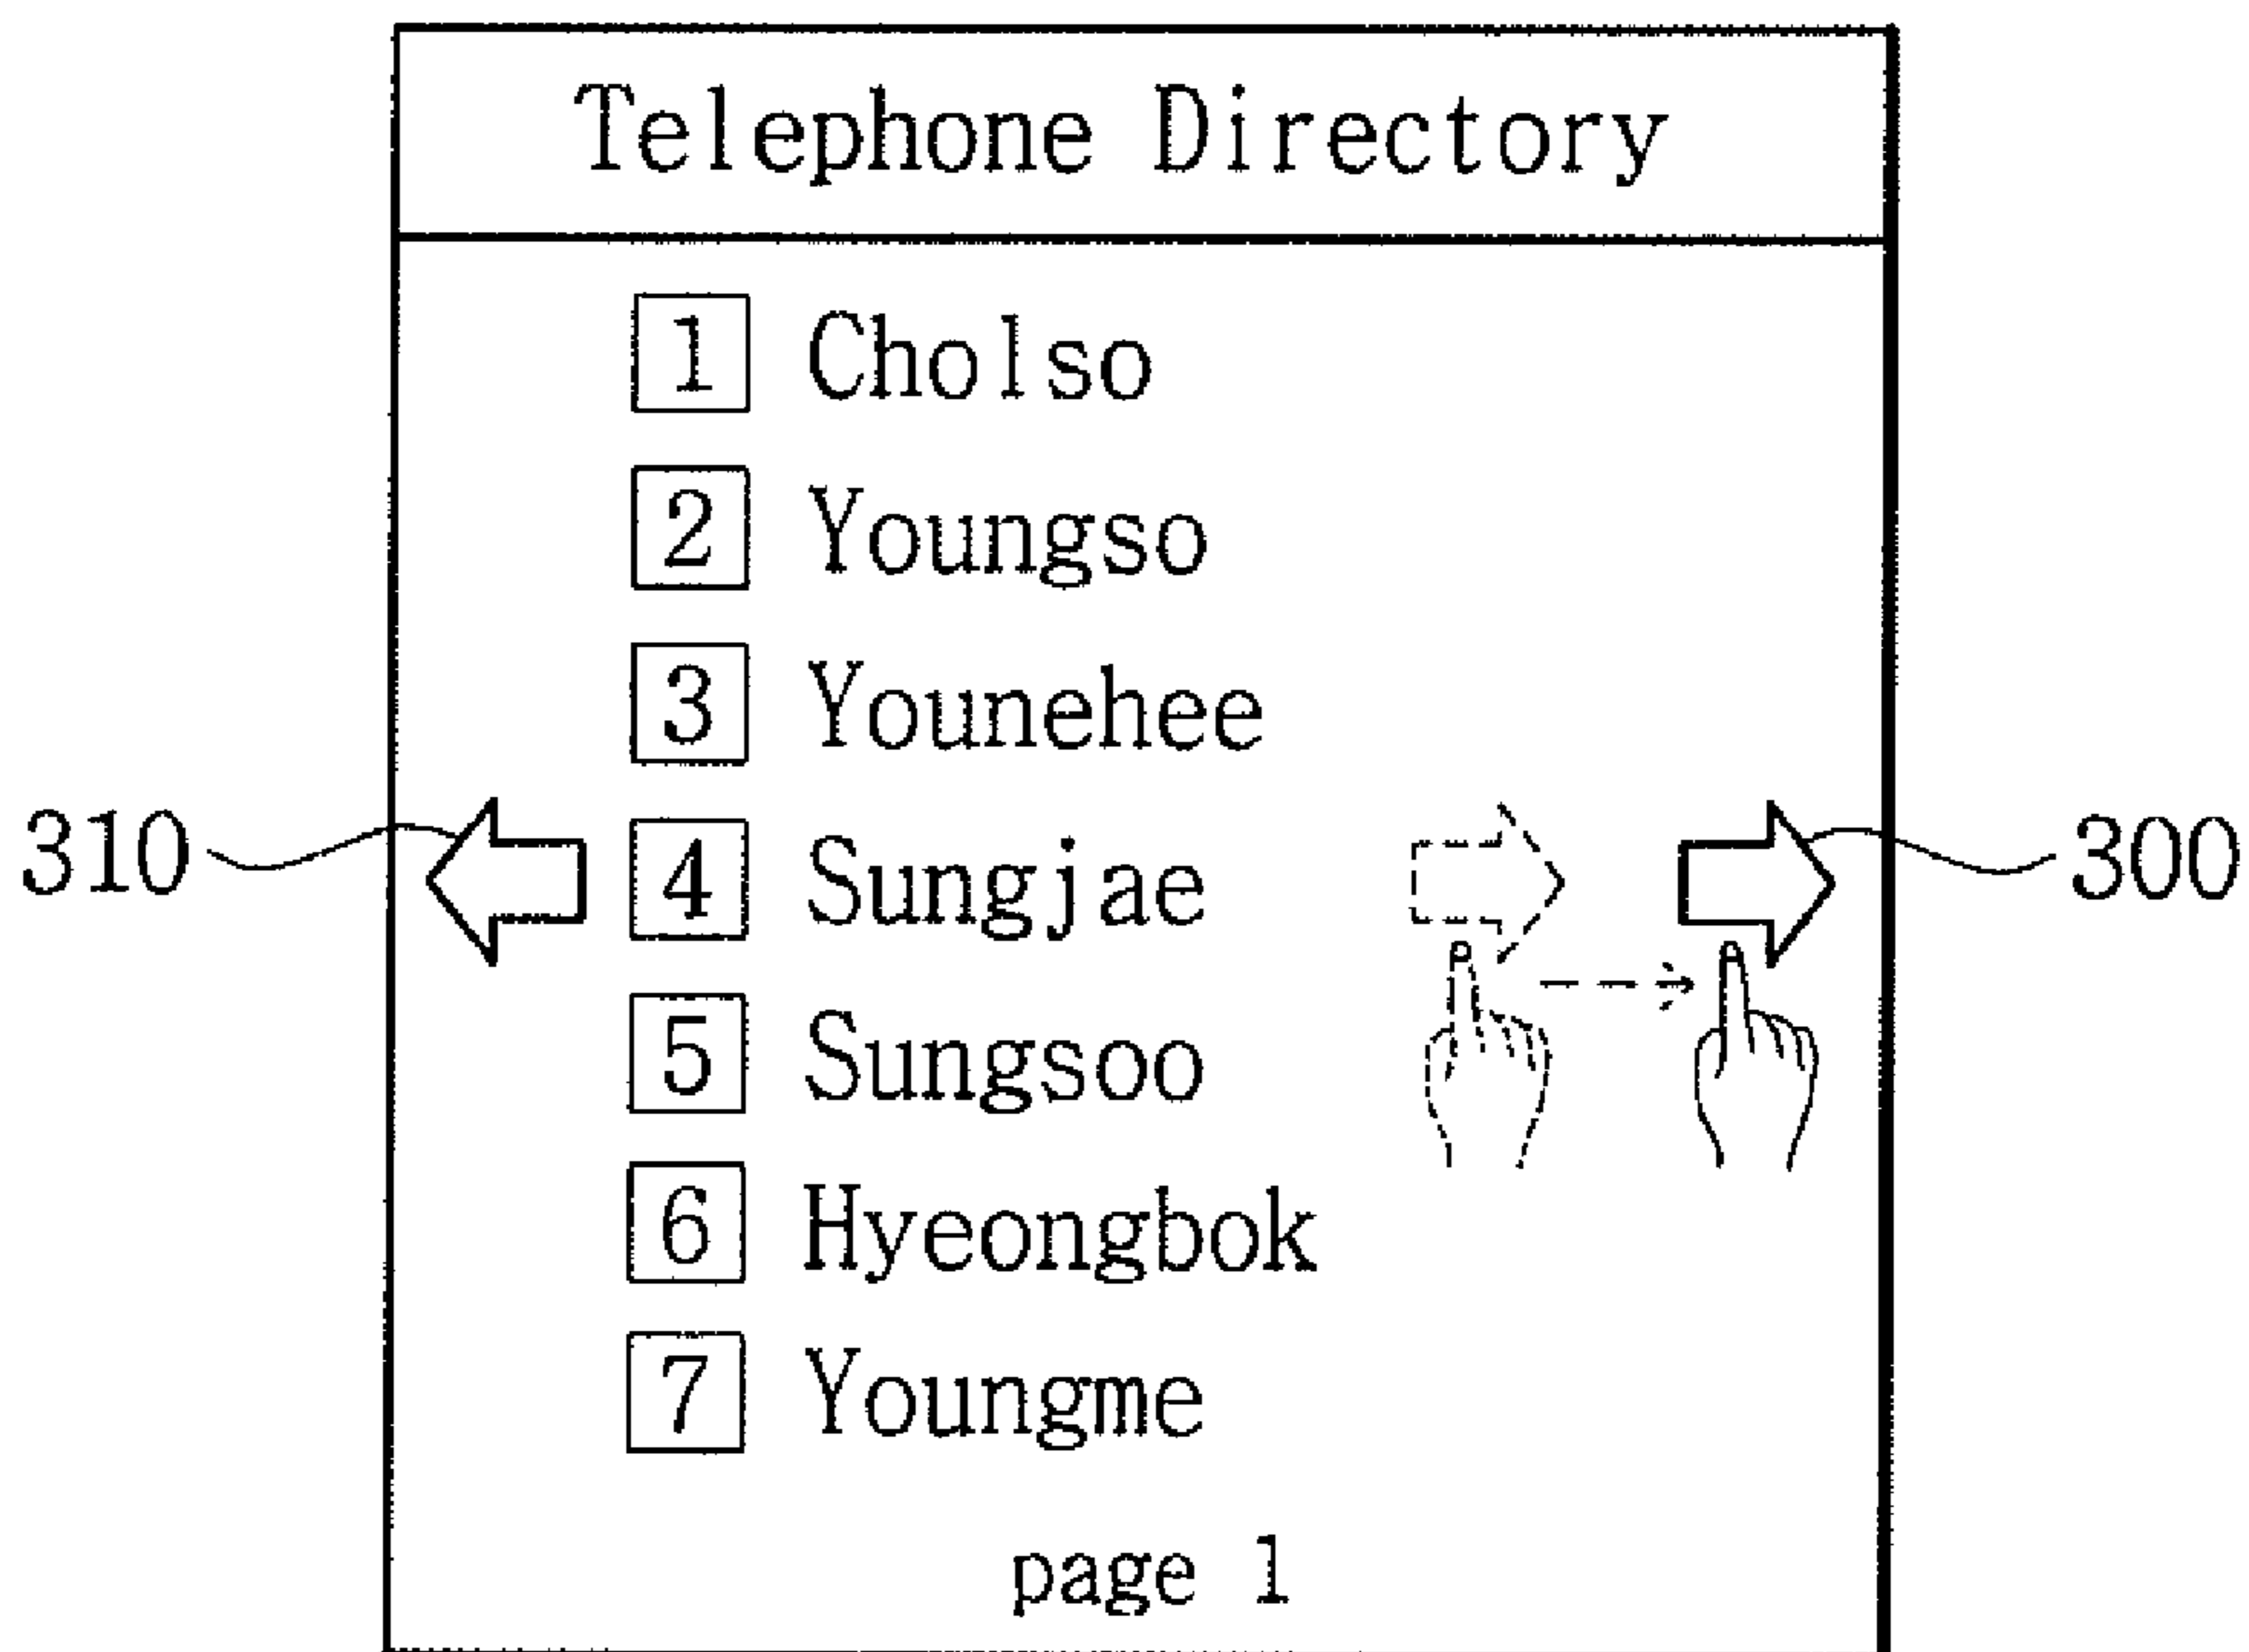 Telephone Directory
1 Cholso
2 Youngso
3 Younehee
310
4 Sungjae
300
5 Sungsoo
6 Hyeongbok
7 Youngme
page 1